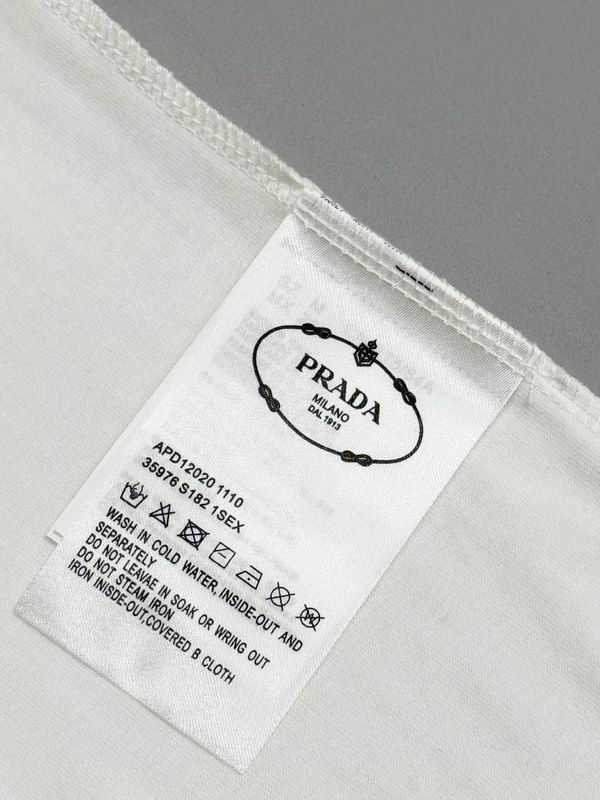 PRADA
MILANO
DAL 1913
APD12020 1110
35976 S182 1SEX
WASH IN COLD WATER, INSIDE-OUT AND
SEPARATELY
DO NOT LEAVAE IN SOAK OR WRING OUT
DO NOT STEAM IRON
IRON INISDE-OUT,COVERED B CLOTH